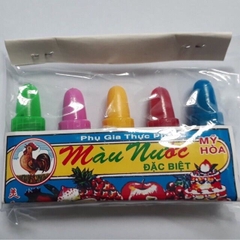 Phụ Gia Thực Phẩm
Màu Nước
ĐẶC BIỆT
MỸ HÒA